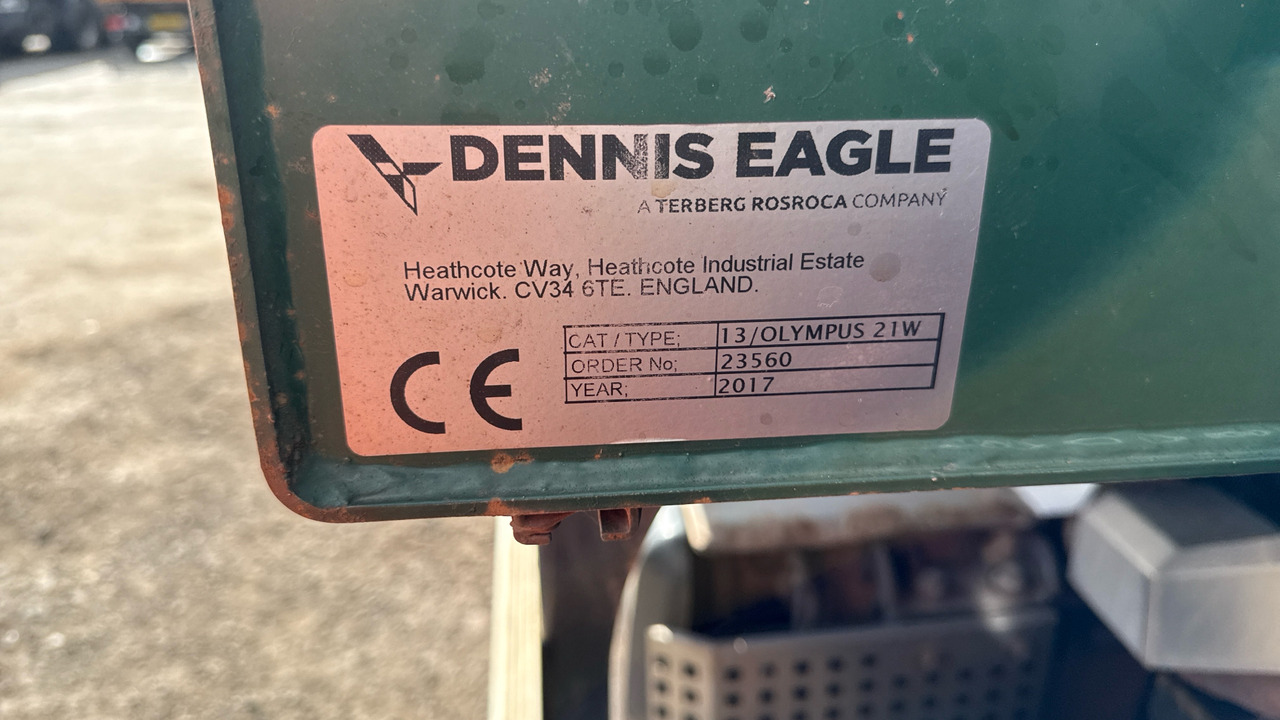 DENNIS EAGLE
A TERBERG ROSROCA COMPANY
Heathcote Way, Heathcote Industrial Estate
Warwick. CV34 6TE. ENGLAND.
CAT / TYPE; 13/OLYMPUS 21W
ORDER No; 23560
YEAR; 2017
CE